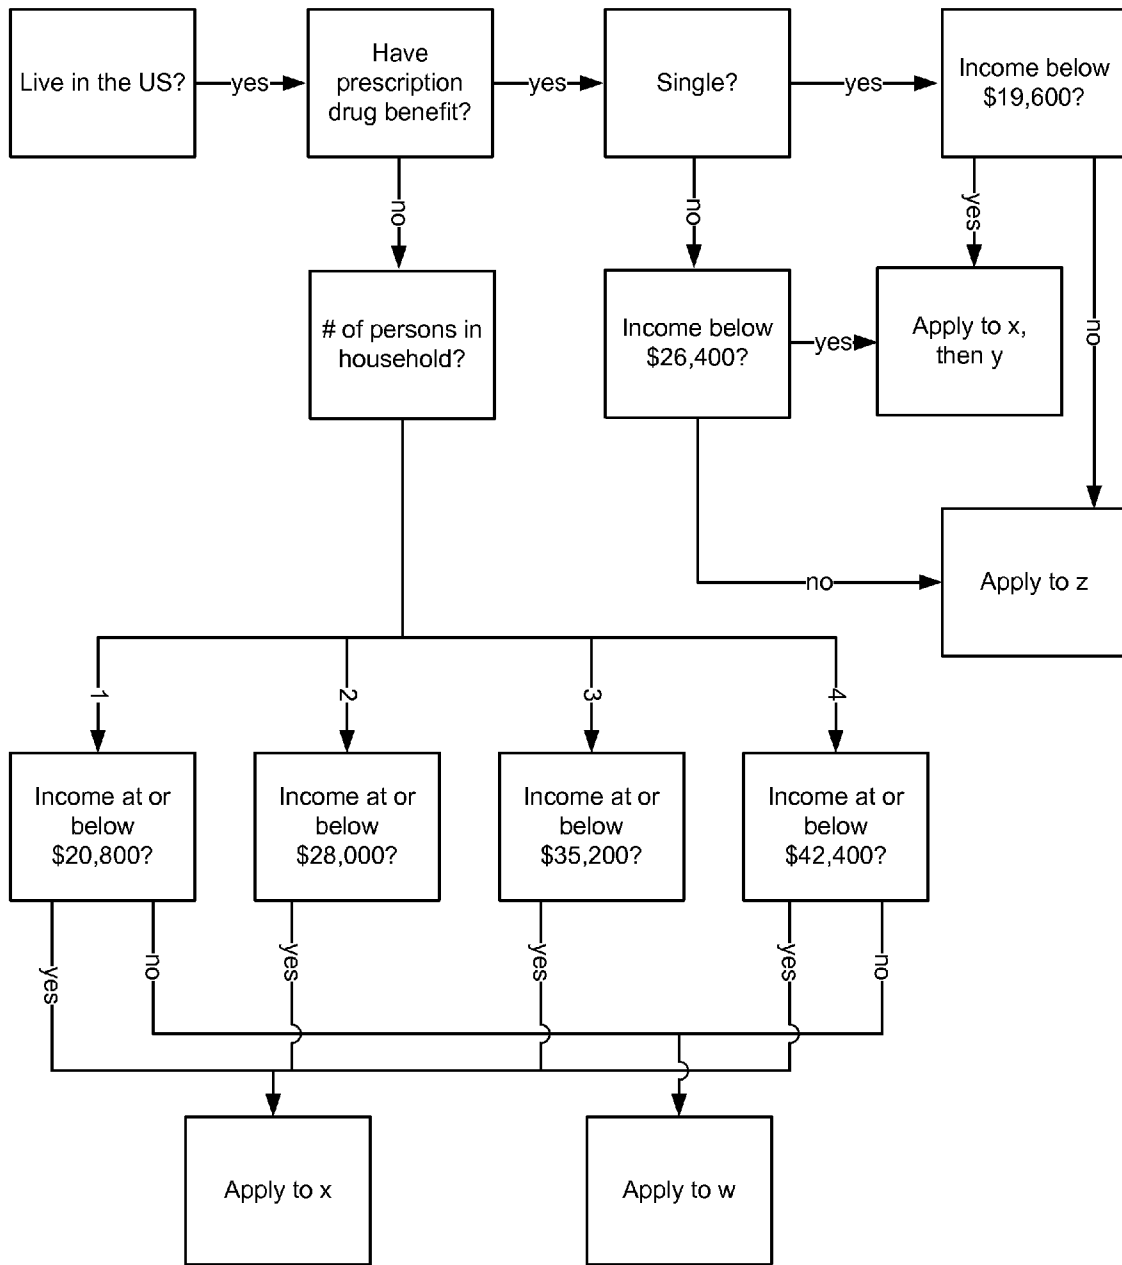 Live in the US?
yes
Have
prescription
drug benefit?
yes
Single?
yes
Income below
$19,600?
no
no
yes
no
# of persons in
household?
Income below
$26,400?
yes
Apply to x,
then y
no
Apply to z
1
2
3
4
Income at or
below
$20,800?
Income at or
below
$28,000?
Income at or
below
$35,200?
Income at or
below
$42,400?
yes
no
yes
yes
yes
no
Apply to x
Apply to w